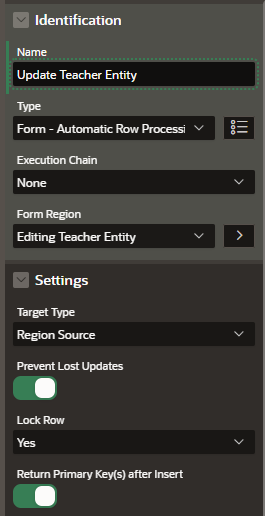 Identification
Name
Update Teacher Entity
Type
Form - Automatic Row Processi
Execution Chain
None
Form Region
Editing Teacher Entity
Settings
Target Type
Region Source
Prevent Lost Updates
Lock Row
Yes
Return Primary Key(s) after Insert